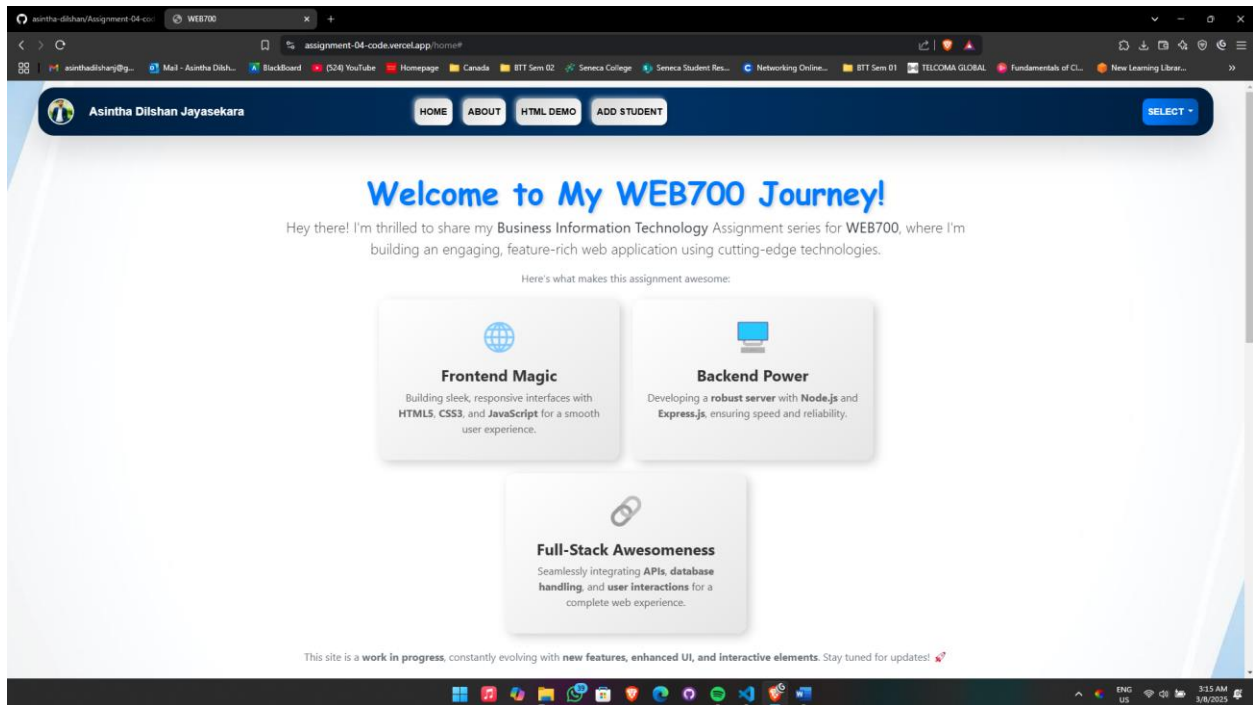 asintha-dilshan/Assignment-04-cod
WEB700
assignment-04-code.vercel.app/home#
asinthadilshanj@g...
Mail - Asintha Dilsh...
BlackBoard
(524) YouTube
Homepage
Canada
BTT Sem 02
Seneca College
Seneca Student Res...
Networking Online...
BTT Sem 01
TELCOMA GLOBAL
Fundamentals of Cl...
New Learning Librar...
Asintha Dilshan Jayasekara
HOME
ABOUT
HTML DEMO
ADD STUDENT
SELECT
Welcome to My WEB700 Journey!
Hey there! I'm thrilled to share my Business Information Technology Assignment series for WEB700, where I'm
building an engaging, feature-rich web application using cutting-edge technologies.
Here's what makes this assignment awesome:
Frontend Magic
Building sleek, responsive interfaces with
HTML5, CSS3, and JavaScript for a smooth
user experience.
Backend Power
Developing a robust server with Node.js and
Express.js, ensuring speed and reliability.
Full-Stack Awesomeness
Seamlessly integrating APIs, database
handling, and user interactions for a
complete web experience.
This site is a work in progress, constantly evolving with new features, enhanced UI, and interactive elements. Stay tuned for updates! 🚀
ENG
US
3:15 AM
3/8/2025